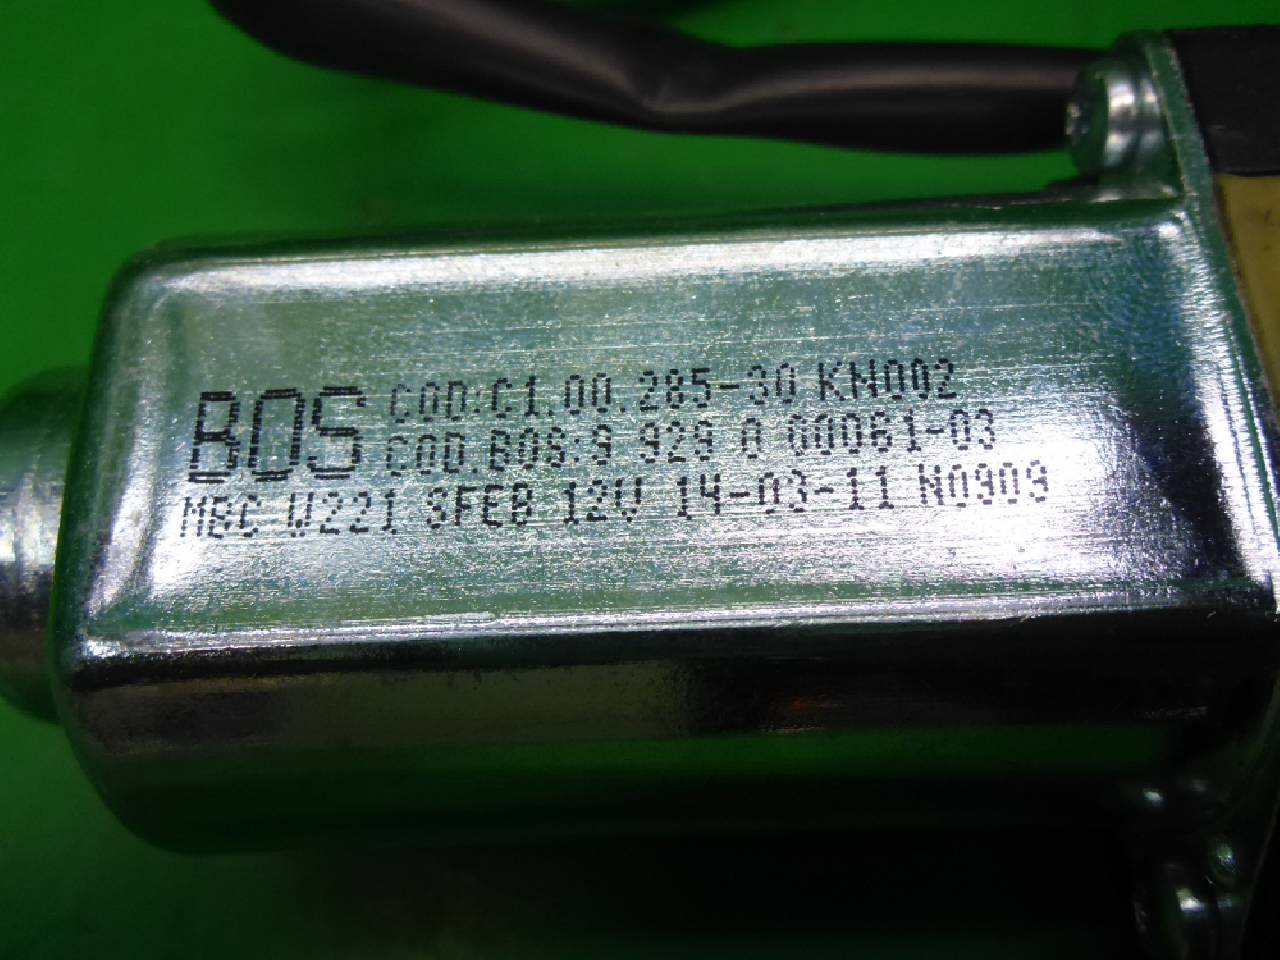 BOS COD:C1.00.285-30 KN002
COD.BOS:9 929 0 G0061-03
MBC W221 SFEB 12V 14-03-11 N0909